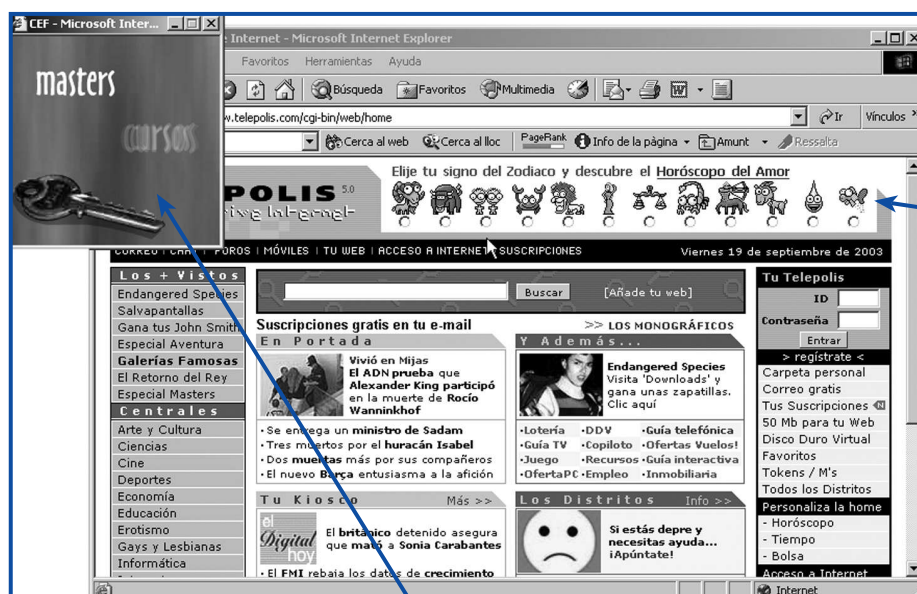 CEF - Microsoft Inter...
masters
cursos
Internet - Microsoft Internet Explorer
Favoritos Herramientas Ayuda
Búsqueda Favoritos Multimedia
w.telepolis.com/cgi-bin/web/home
Ir Vínculos »
Cerca al web Cerca al lloc PageRank Info de la pàgina Amunt Ressalta
Elije tu signo del Zodiaco y descubre el Horóscopo del Amor
POLIS 5.0
vive Internet
CORREO | CHAT | FOROS | MÓVILES | TU WEB | ACCESO A INTERNET SUSCRIPCIONES
Viernes 19 de septiembre de 2003
Los + Vistos
Endangered Species
Salvapantallas
Gana tus John Smith
Especial Aventura
Galerías Famosas
El Retorno del Rey
Especial Masters
Centrales
Arte y Cultura
Ciencias
Cine
Deportes
Economía
Educación
Erotismo
Gays y Lesbianas
Informática
Buscar [Añade tu web]
Suscripciones gratis en tu e-mail
>> LOS MONOGRÁFICOS
En Portada
Vivió en Mijas
El ADN prueba que
Alexander King participó
en la muerte de Rocío
Wanninkhof
·Se entrega un ministro de Sadam
·Tres muertos por el huracán Isabel
·Dos muertas más por sus compañeros
·El nuevo Barça entusiasma a la afición
Y Además...
Endangered Species
Visita 'Downloads' y
gana unas zapatillas.
Clic aquí
·Lotería ·DDV ·Guía telefónica
·Guía TV ·Copiloto ·Ofertas Vuelos!
·Juego ·Recursos ·Guía interactiva
·OfertaPC ·Empleo ·Inmobiliaria
Tu Kiosco Más >>
el
Digital
hoy
El británico detenido asegura
que mató a Sonia Carabantes
·El FMI rebaja los datos de crecimiento
Los Distritos Info >>
Si estás depre y
necesitas ayuda...
¡Apúntate!
Tu Telepolis
ID
Contraseña
Entrar
> regístrate <
Carpeta personal
Correo gratis
Tus Suscripciones N
50 Mb para tu Web
Disco Duro Virtual
Favoritos
Tokens / M's
Todos los Distritos
Personaliza la home
- Horóscopo
- Tiempo
- Bolsa
Acceso a Internet
Internet